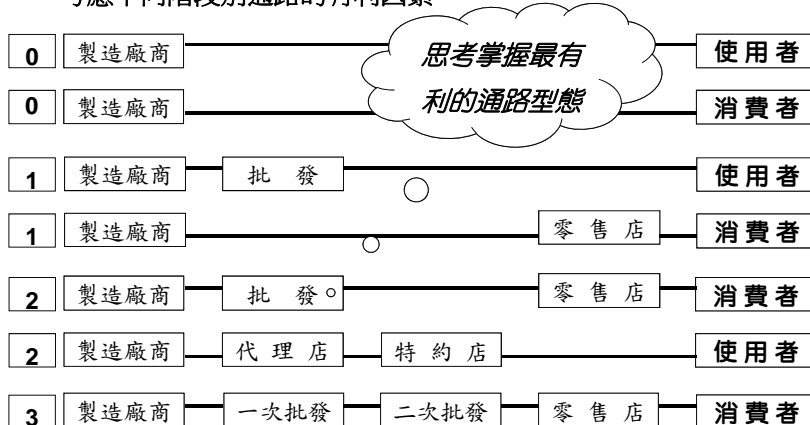 思考掌握最有
利的通路型態
0 製造廠商 使用者
0 製造廠商 消費者
1 製造廠商 批 發 使用者
1 製造廠商 零 售 店 消費者
2 製造廠商 批 發 零 售 店 消費者
2 製造廠商 代 理 店 特 約 店 使用者
3 製造廠商 一次批發 二次批發 零 售 店 消費者